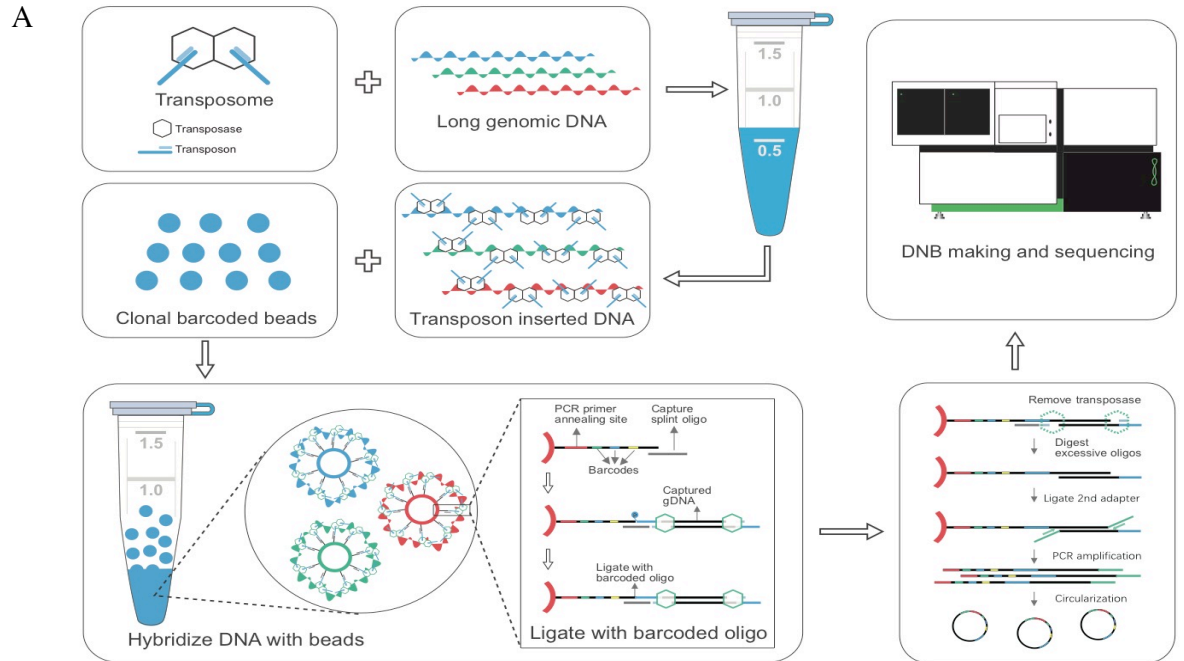 A
Transposome
Transposase
Transposon
Long genomic DNA
1.5
1.0
0.5
DNB making and sequencing
Clonal barcoded beads
Transposon inserted DNA
1.5
1.0
Hybridize DNA with beads
PCR primer
annealing site
Capture
splint oligo
Barcodes
Captured
gDNA
Ligate with
barcoded oligo
Ligate with barcoded oligo
Remove transposase
Digest
excessive oligos
Ligate 2nd adapter
PCR amplification
Circularization